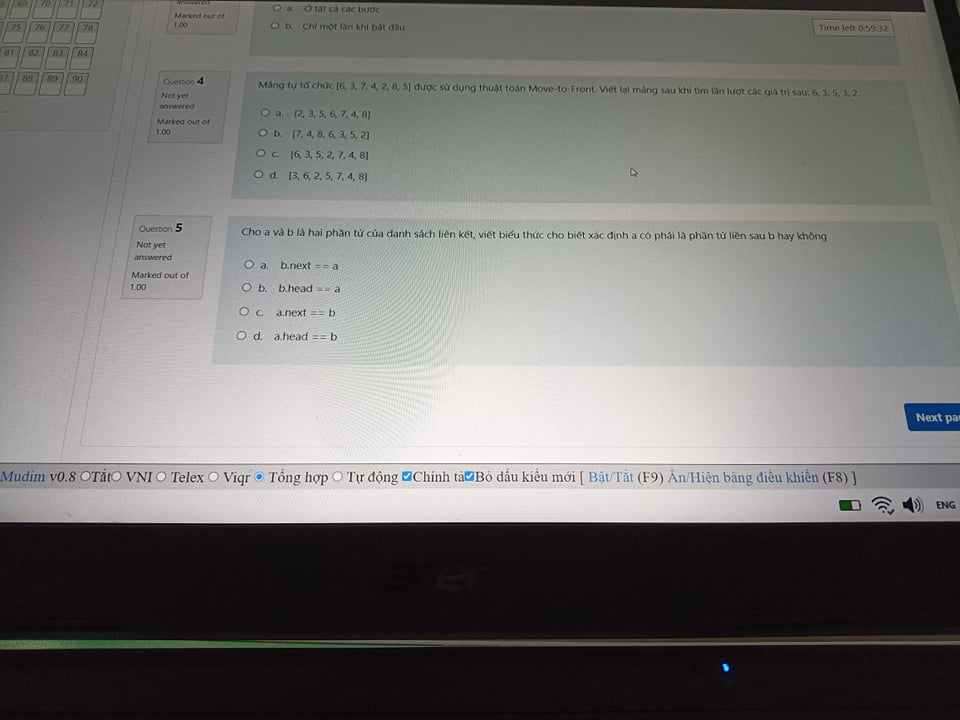 69 70 71 72
75 76 77 78
81 82 83 84
87 88 89 90
answered
Marked out of
1.00
a. Ở tất cả các bước
b. Chỉ một lần khi bắt đầu
Time left 0:59:32
Question 4
Not yet
answered
Marked out of
1.00
Mảng tự tổ chức [6, 3, 7, 4, 2, 8, 5] được sử dụng thuật toán Move-to-Front. Viết lại mảng sau khi tìm lần lượt các giá trị sau: 6, 3, 5, 3, 2.
a. [2, 3, 5, 6, 7, 4, 8]
b. [7, 4, 8, 6, 3, 5, 2]
c. [6, 3, 5, 2, 7, 4, 8]
d. [3, 6, 2, 5, 7, 4, 8]
Question 5
Not yet
answered
Marked out of
1.00
Cho a và b là hai phần tử của danh sách liên kết, viết biểu thức cho biết xác định a có phải là phần tử liền sau b hay không
a. b.next == a
b. b.head == a
c. a.next == b
d. a.head == b
Next pa
Mudim v0.8 Tắt VNI Telex Viqr Tổng hợp Tự động Chính tả Bỏ dấu kiểu mới [ Bật/Tắt (F9) Ẩn/Hiện bảng điều khiển (F8) ]
ENG
acer